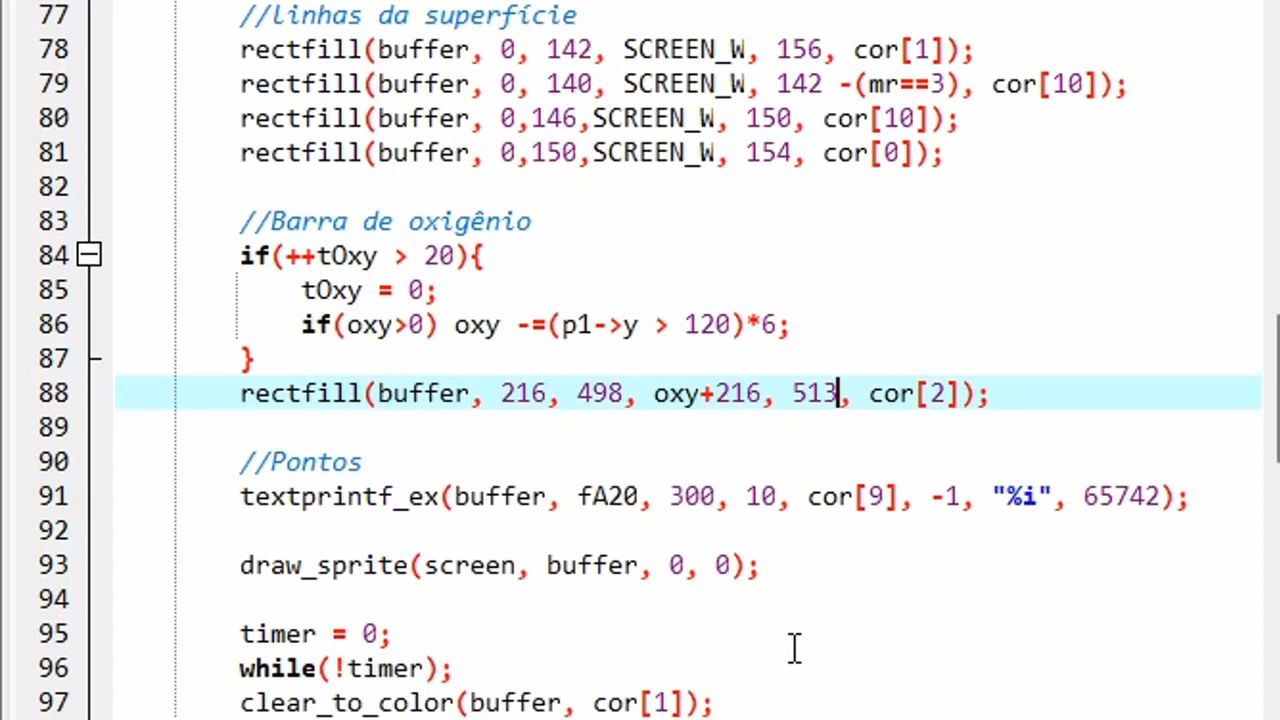 77 //linhas da superfície
78 rectfill(buffer, 0, 142, SCREEN_W, 156, cor[1]);
79 rectfill(buffer, 0, 140, SCREEN_W, 142 -(mr==3), cor[10]);
80 rectfill(buffer, 0,146,SCREEN_W, 150, cor[10]);
81 rectfill(buffer, 0,150,SCREEN_W, 154, cor[0]);
82
83 //Barra de oxigênio
84 if(++tOxy > 20){
85 tOxy = 0;
86 if(oxy>0) oxy -=(p1->y > 120)*6;
87 }
88 rectfill(buffer, 216, 498, oxy+216, 513, cor[2]);
89
90 //Pontos
91 textprintf_ex(buffer, fA20, 300, 10, cor[9], -1, "%i", 65742);
92
93 draw_sprite(screen, buffer, 0, 0);
94
95 timer = 0;
96 while(!timer);
97 clear_to_color(buffer, cor[1]);